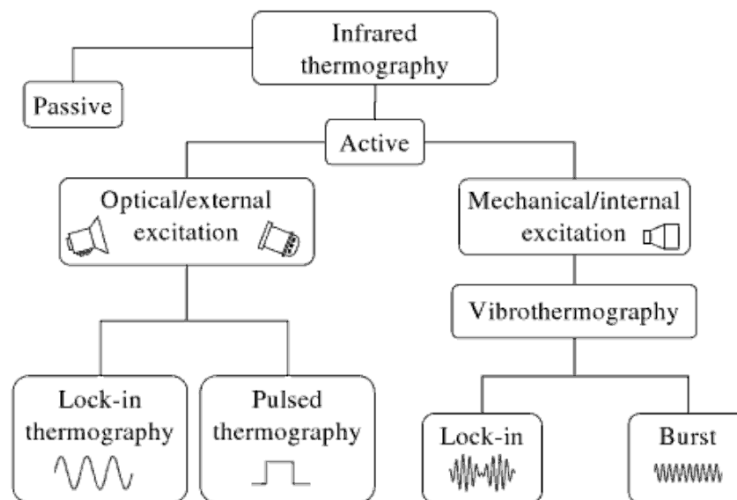 Infrared
thermography
Passive
Active
Optical/external
excitation
Mechanical/internal
excitation
Vibrothermography
Lock-in
thermography
Pulsed
thermography
Lock-in
Burst